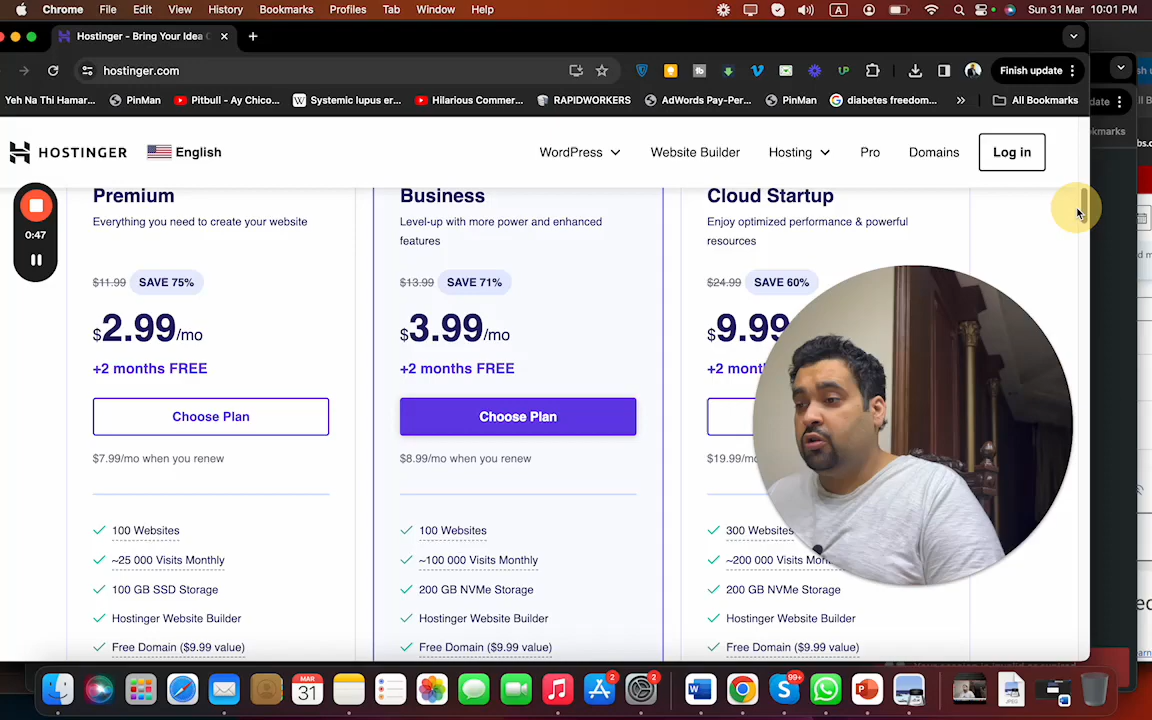 Chrome File Edit View History Bookmarks Profiles Tab Window Help
A Sun 31 Mar 10:01 PM
Hostinger - Bring Your Idea
hostinger.com
UP
Finish update
Yeh Na Thi Hamar...
PinMan
Pitbull - Ay Chico...
W Systemic lupus er...
Hilarious Commer...
RAPIDWORKERS
AdWords Pay-Per...
PinMan
diabetes freedom...
All Bookmarks
HOSTINGER
English
WordPress
Website Builder
Hosting
Pro
Domains
Log in
0:47
Premium
Everything you need to create your website
$11.99 SAVE 75%
$2.99/mo
+2 months FREE
Choose Plan
$7.99/mo when you renew
100 Websites
~25 000 Visits Monthly
100 GB SSD Storage
Hostinger Website Builder
Free Domain ($9.99 value)
Business
Level-up with more power and enhanced
features
$13.99 SAVE 71%
$3.99/mo
+2 months FREE
Choose Plan
$8.99/mo when you renew
100 Websites
~100 000 Visits Monthly
200 GB NVMe Storage
Hostinger Website Builder
Free Domain ($9.99 value)
Cloud Startup
Enjoy optimized performance & powerful
resources
$24.99 SAVE 60%
$9.99
+2 mont
$19.99/mo
300 Websites
~200 000 Visits Mon
200 GB NVMe Storage
Hostinger Website Builder
Free Domain ($9.99 value)
MAR
31
2
2
99+
W
P
JPEG